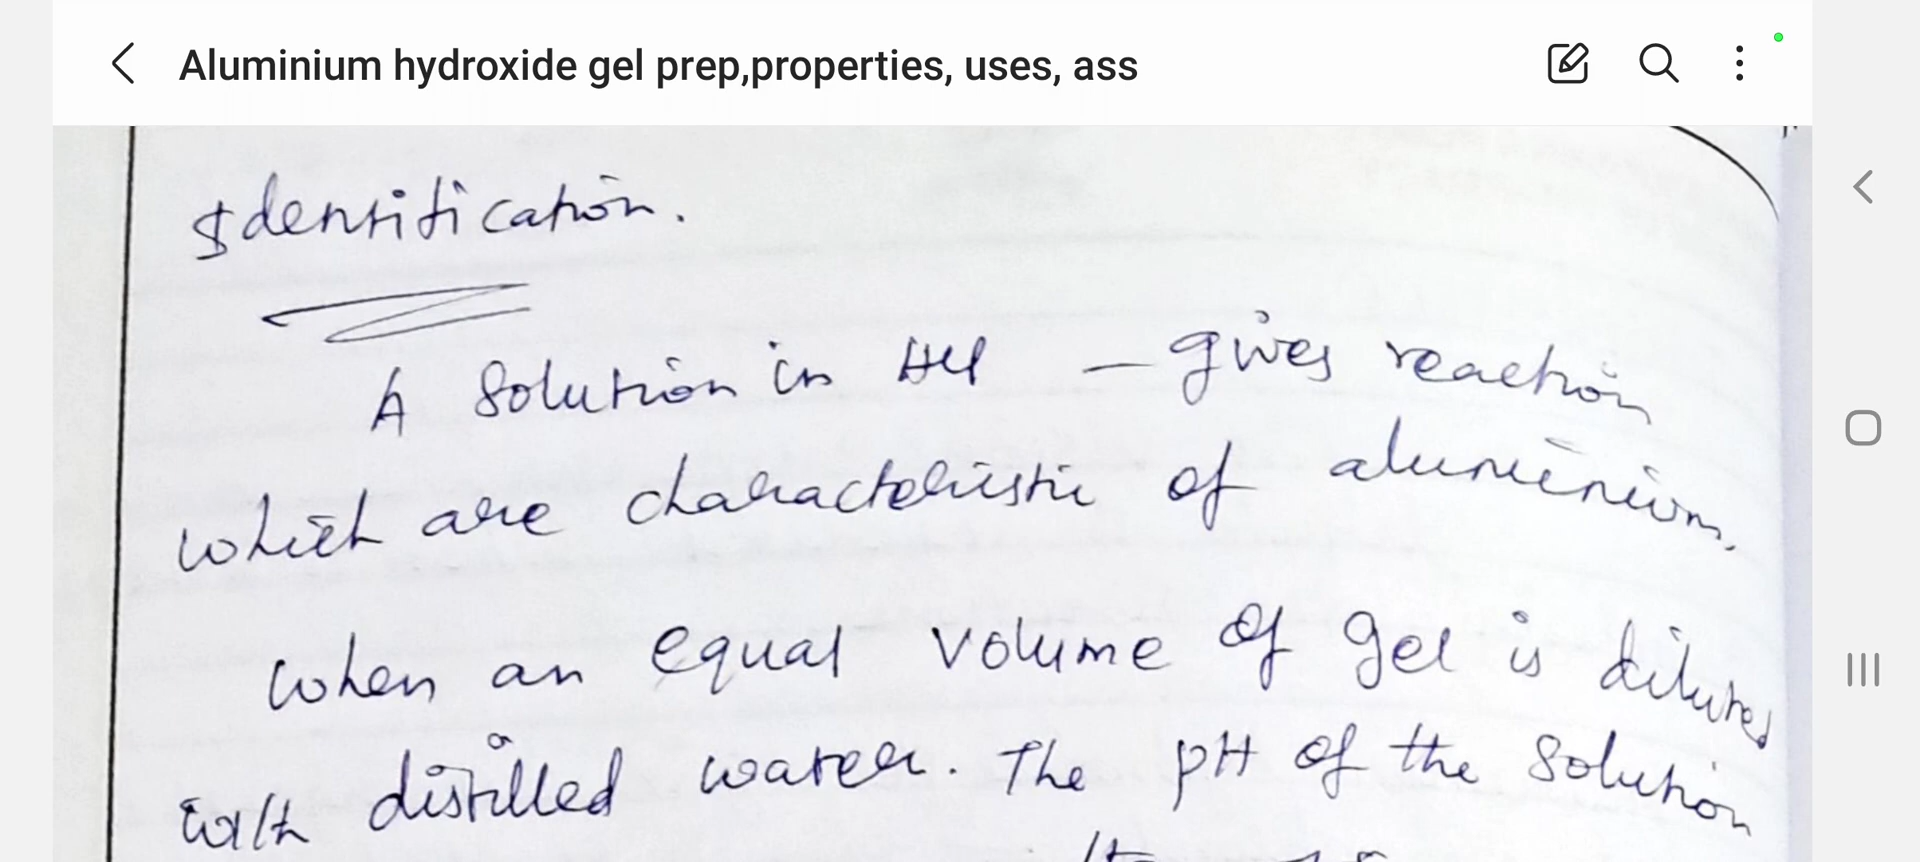 Aluminium hydroxide gel prep,properties, uses, ass
Identification.
A solution in HCl — gives reaction
which are characteristic of aluminium.
When an equal volume of gel is diluted
with distilled water. The pH of the solution